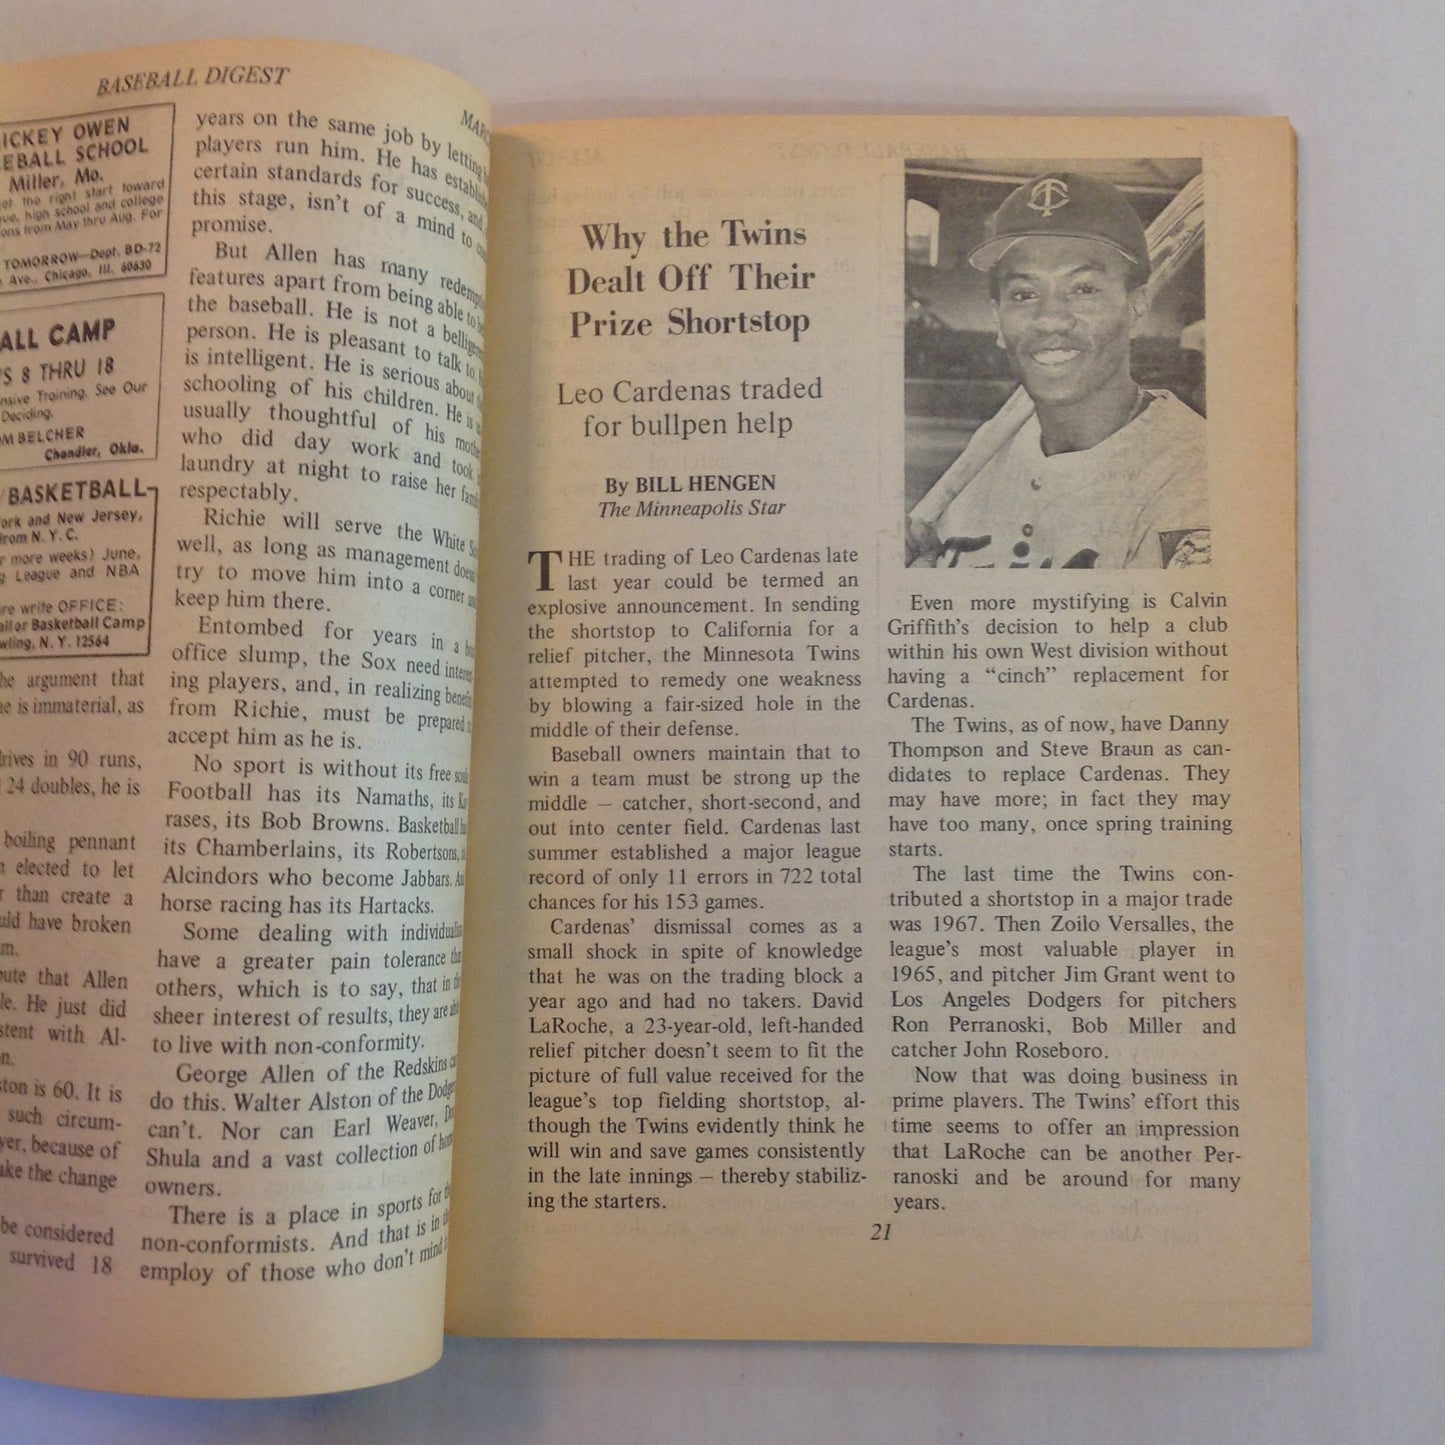 BASEBALL DIGEST
ICKEY OWEN
EBALL SCHOOL
Miller, Mo.
the right start toward
high school and college
from May thru Aug. For
TOMORROW—Dept. BD-72
Ave., Chicago, Ill. 60630
ALL CAMP
8 THRU 18
Training. See Our
Deciding.
BELCHER
Chandler, Okla.
BASKETBALL
and New Jersey,
from N. Y. C.
more weeks) June,
League and NBA
write OFFICE:
or Basketball Camp
N. Y. 12564
argument that
is immaterial, as
in 90 runs,
24 doubles, he is
boiling pennant
elected to let
than create a
have broken
that Allen
He just did
with Al-
is 60. It is
such circum-
because of
the change
be considered
survived 18
years on the same job by letting
players run him. He has
certain standards for success, and
this stage, isn't of a mind to
promise.
But Allen has many
features apart from being able to
the baseball. He is not a
person. He is pleasant to talk to,
is intelligent. He is serious about
schooling of his children. He is
usually thoughtful of his
who did day work and took
laundry at night to raise her
respectably.
Richie will serve the White
well, as long as management
try to move him into a corner
keep him there.
Entombed for years in a
office slump, the Sox need
ing players, and, in realizing
from Richie, must be prepared
accept him as he is.
No sport is without its free
Football has its Namaths, its
rases, its Bob Browns. Basketball
its Chamberlains, its Robertsons,
Alcindors who become Jabbars.
horse racing has its Hartacks.
Some dealing with
have a greater pain tolerance
others, which is to say, that in
sheer interest of results, they are
to live with non-conformity.
George Allen of the Redskins
do this. Walter Alston of the
can't. Nor can Earl Weaver,
Shula and a vast collection of
owners.
There is a place in sports for
non-conformists. And that is in
employ of those who don't mind
Why the Twins
Dealt Off Their
Prize Shortstop
Leo Cardenas traded
for bullpen help
By BILL HENGEN
The Minneapolis Star
THE trading of Leo Cardenas late
last year could be termed an
explosive announcement. In sending
the shortstop to California for a
relief pitcher, the Minnesota Twins
attempted to remedy one weakness
by blowing a fair-sized hole in the
middle of their defense.
Baseball owners maintain that to
win a team must be strong up the
middle — catcher, short-second, and
out into center field. Cardenas last
summer established a major league
record of only 11 errors in 722 total
chances for his 153 games.
Cardenas' dismissal comes as a
small shock in spite of knowledge
that he was on the trading block a
year ago and had no takers. David
LaRoche, a 23-year-old, left-handed
relief pitcher doesn't seem to fit the
picture of full value received for the
league's top fielding shortstop, al-
though the Twins evidently think he
will win and save games consistently
in the late innings — thereby stabiliz-
ing the starters.
TC
Even more mystifying is Calvin
Griffith's decision to help a club
within his own West division without
having a "cinch" replacement for
Cardenas.
The Twins, as of now, have Danny
Thompson and Steve Braun as can-
didates to replace Cardenas. They
may have more; in fact they may
have too many, once spring training
starts.
The last time the Twins con-
tributed a shortstop in a major trade
was 1967. Then Zoilo Versalles, the
league's most valuable player in
1965, and pitcher Jim Grant went to
Los Angeles Dodgers for pitchers
Ron Perranoski, Bob Miller and
catcher John Roseboro.
Now that was doing business in
prime players. The Twins' effort this
time seems to offer an impression
that LaRoche can be another Per-
ranoski and be around for many
years.
21